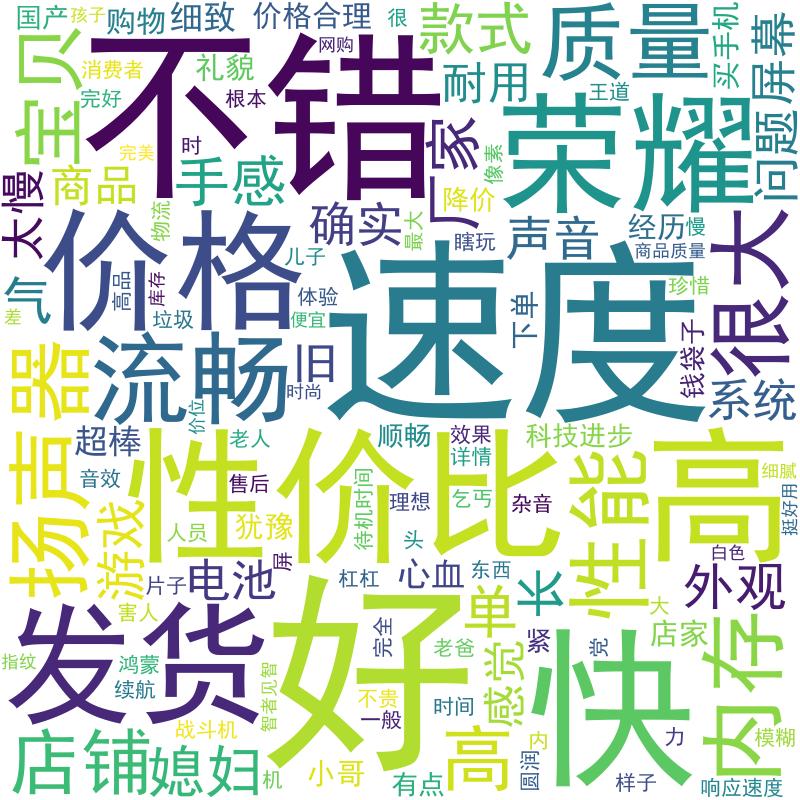 国产
孩子
购物
细致
价格合理
很
款式
质量
买手机
屏幕
宝贝
消费者
完好
不错
礼貌
根本
网购
耐用
王道
荣耀
问题
完美
时
手感
厂家
像素
太慢
商品
物流
确实
降价
最大
瞎玩
声音
经历
慢
商品质量
很大
价格
儿子
气
差
高品
库存
垃圾
体验
便宜
速度
下单
珍惜
钱袋子
系统
扬声器
流畅
旧
时尚
价位
超棒
老人
顺畅
效果
详情
科技进步
音效
性价比
售后
待机时间
理想
乞丐
杂音
性能
高
细腻
挺好用
游戏
人员
犹豫
屏
头
白色
片子
电池
杠杠
心血
东西
长
外观
大
害人
发货
好
单
紧
党
店家
内存
指纹
鸿蒙
续航
智者见智
完全
老爸
感觉
快
战斗机
不贵
一般
时间
高
内
力
模糊
店铺
媳妇
机
小哥
有点
圆润
样子
响应速度